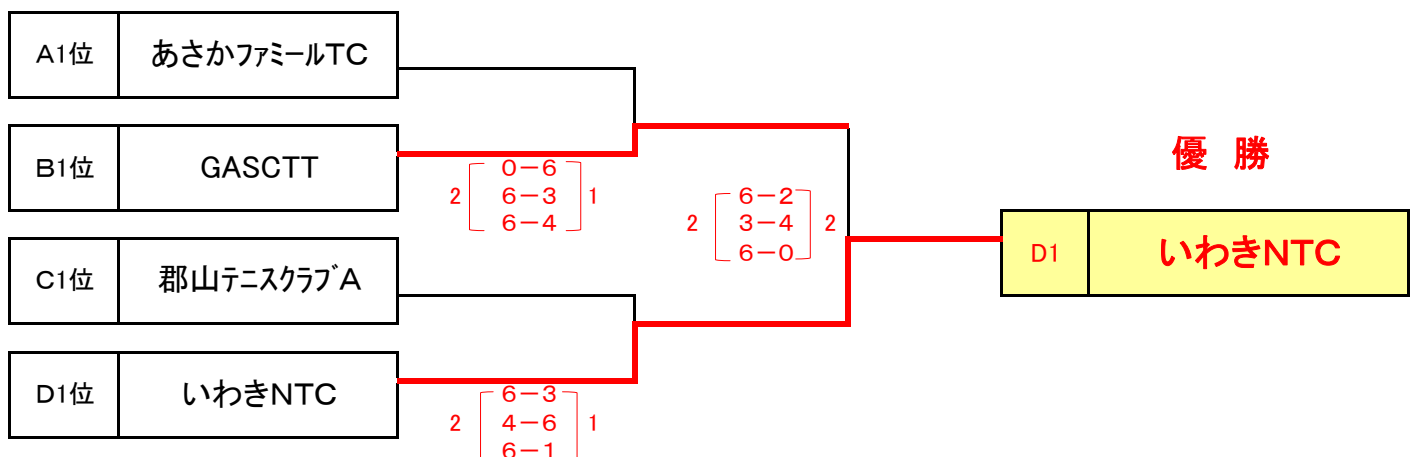 A1位 あさかファミールTC
B1位 GASCTT
2 0－6 1
6－3
6－4
C1位 郡山テニスクラブA
D1位 いわきNTC
2 6－3 1
4－6
6－1
2 6－2 2
3－4
6－0
優 勝
D1 いわきNTC